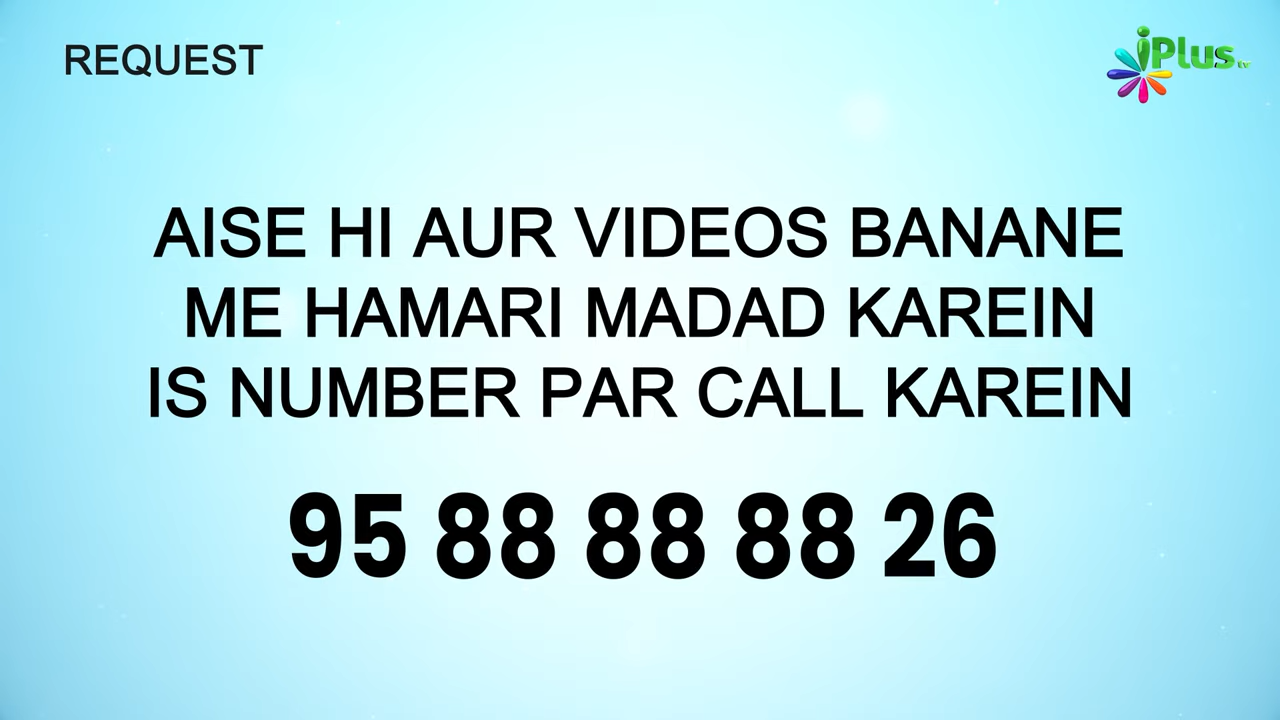 REQUEST
iPlus tv
AISE HI AUR VIDEOS BANANE
ME HAMARI MADAD KAREIN
IS NUMBER PAR CALL KAREIN
95 88 88 88 26